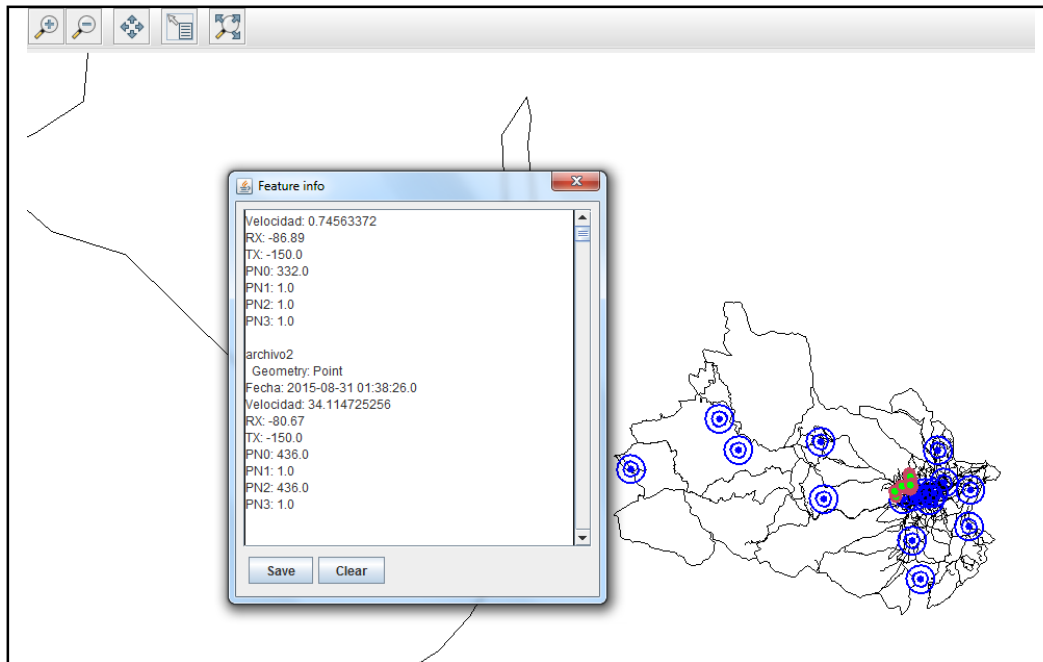 Feature info
Velocidad: 0.74563372
RX: -86.89
TX: -150.0
PN0: 332.0
PN1: 1.0
PN2: 1.0
PN3: 1.0
archivo2
Geometry: Point
Fecha: 2015-08-31 01:38:26.0
Velocidad: 34.114725256
RX: -80.67
TX: -150.0
PN0: 436.0
PN1: 1.0
PN2: 436.0
PN3: 1.0
Save Clear